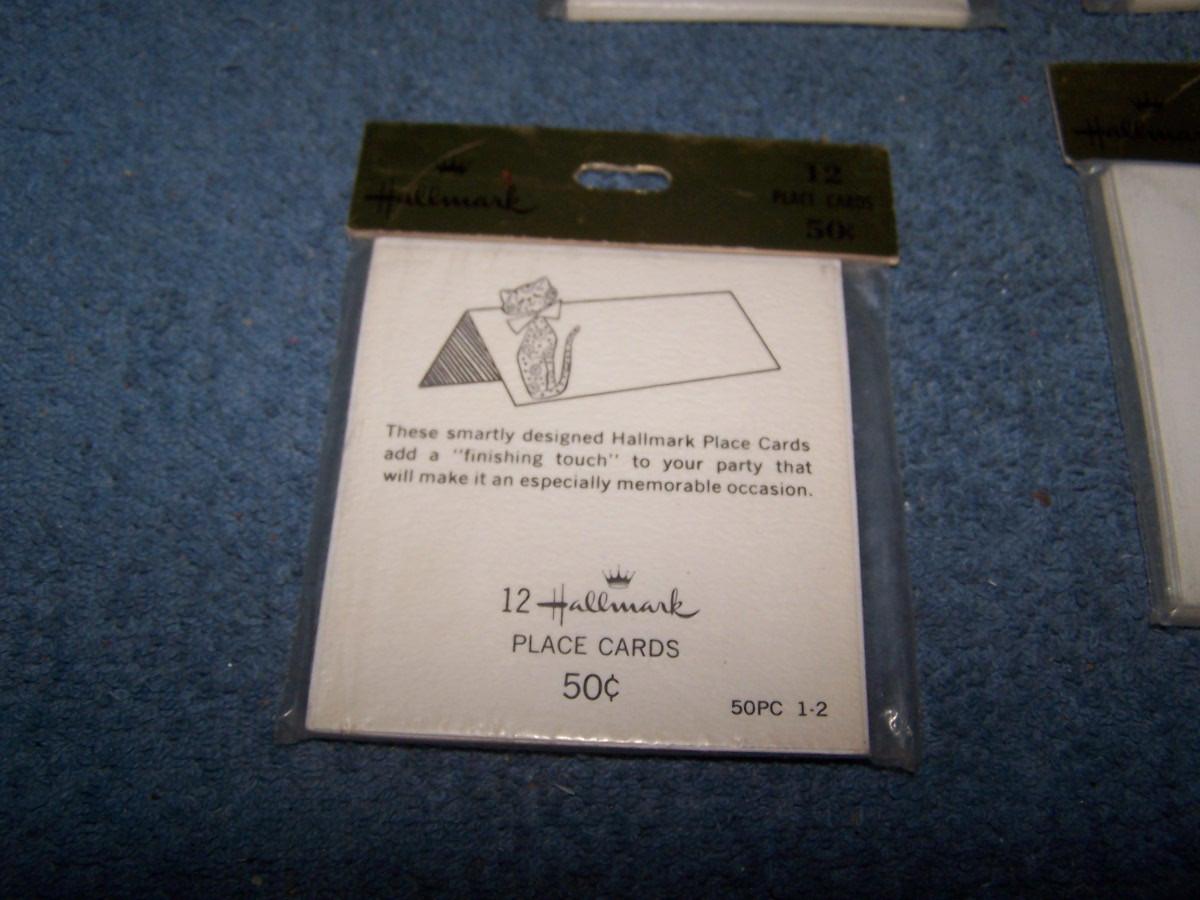 Hallmark
12
PLACE CARDS
50¢
Hallmark
These smartly designed Hallmark Place Cards
add a "finishing touch" to your party that
will make it an especially memorable occasion.
12 Hallmark
PLACE CARDS
50¢
50PC 1-2